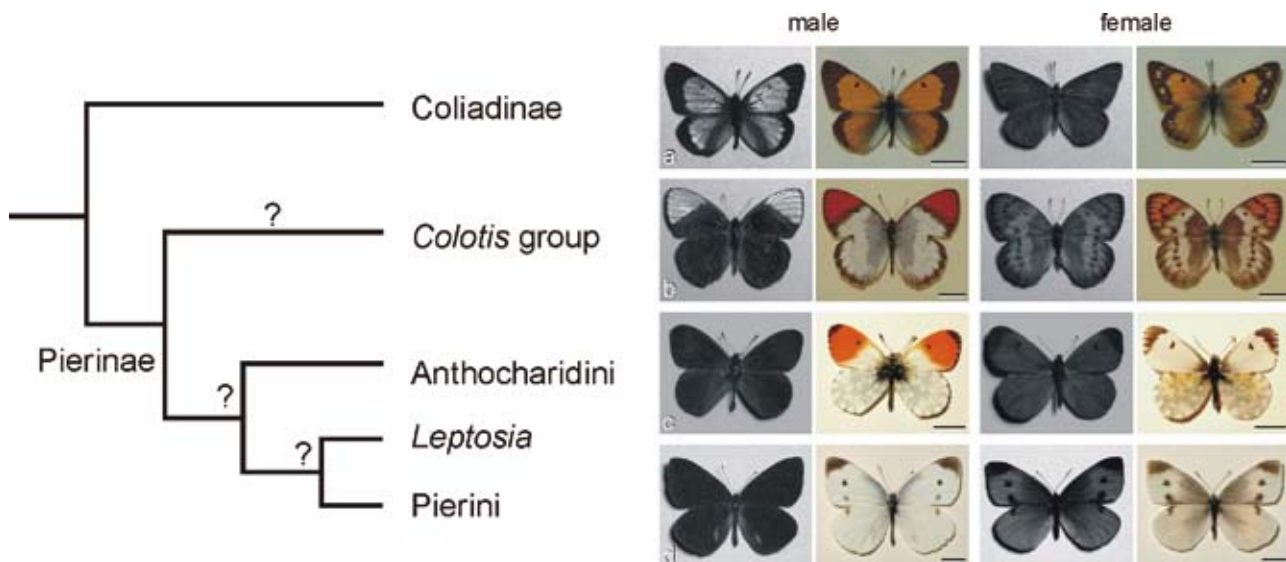 male
female
Coliadinae
?
Colotis group
Pierinae
?
Anthocharidini
?
Leptosia
Pierini
a
b
c
d